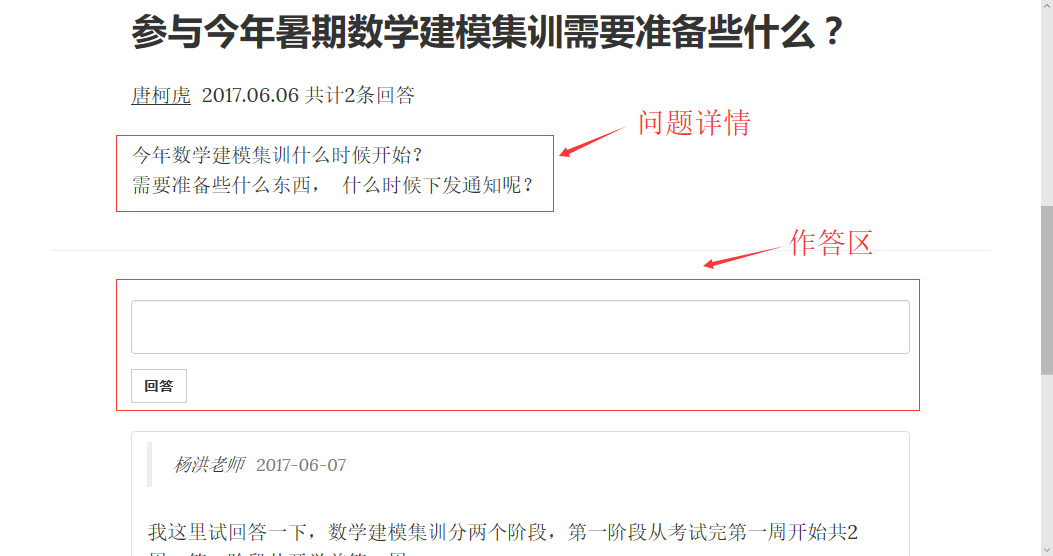 参与今年暑期数学建模集训需要准备些什么？
唐柯虎 2017.06.06 共计2条回答
问题详情
今年数学建模集训什么时候开始？
需要准备些什么东西， 什么时候下发通知呢？
作答区
回答
杨洪老师 2017-06-07
我这里试回答一下，数学建模集训分两个阶段，第一阶段从考试完第一周开始共2